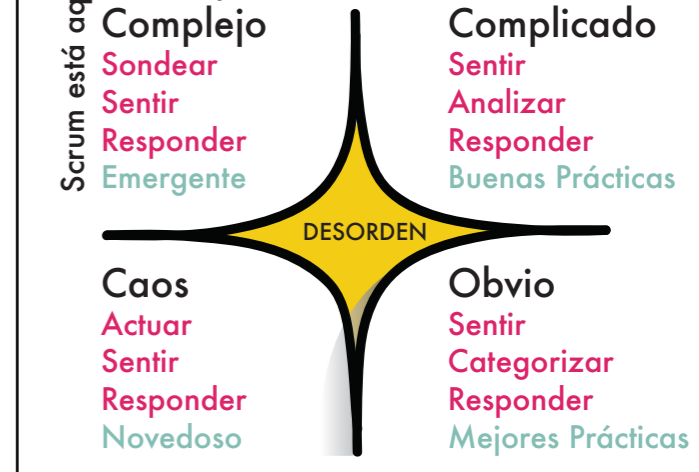 Scrum está
Complejo
Sondear
Sentir
Responder
Emergente
Complicado
Sentir
Analizar
Responder
Buenas Prácticas
DESORDEN
Caos
Actuar
Sentir
Responder
Novedoso
Obvio
Sentir
Categorizar
Responder
Mejores Prácticas